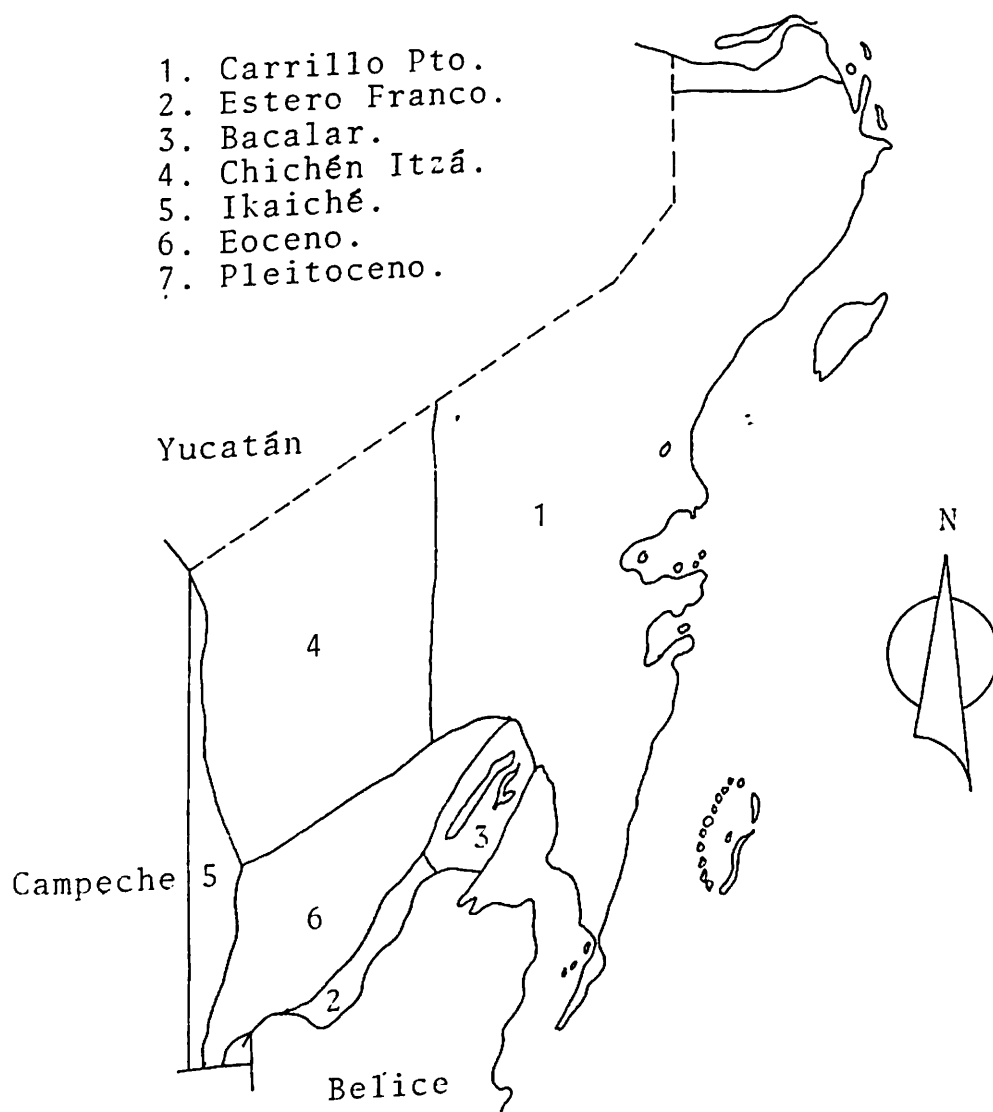 1. Carrillo Pto.
2. Estero Franco.
3. Bacalar.
4. Chichén Itzá.
5. Ikaiché.
6. Eoceno.
7. Pleitoceno.
Yucatán
1
N
4
3
Campeche 5
6
2
Belice